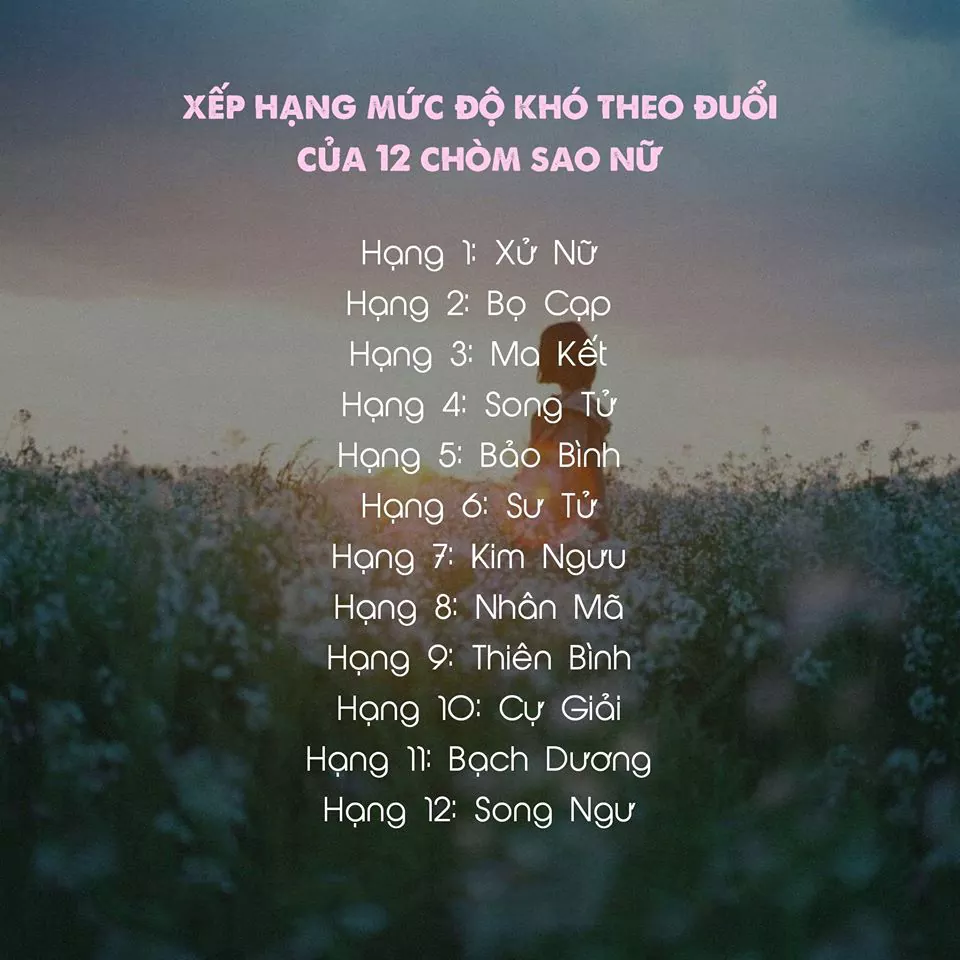 XẾP HẠNG MỨC ĐỘ KHÓ THEO ĐUỔI
CỦA 12 CHÒM SAO NỮ
Hạng 1: Xử Nữ
Hạng 2: Bọ Cạp
Hạng 3: Ma Kết
Hạng 4: Song Tử
Hạng 5: Bảo Bình
Hạng 6: Sư Tử
Hạng 7: Kim Ngưu
Hạng 8: Nhân Mã
Hạng 9: Thiên Bình
Hạng 10: Cự Giải
Hạng 11: Bạch Dương
Hạng 12: Song Ngư